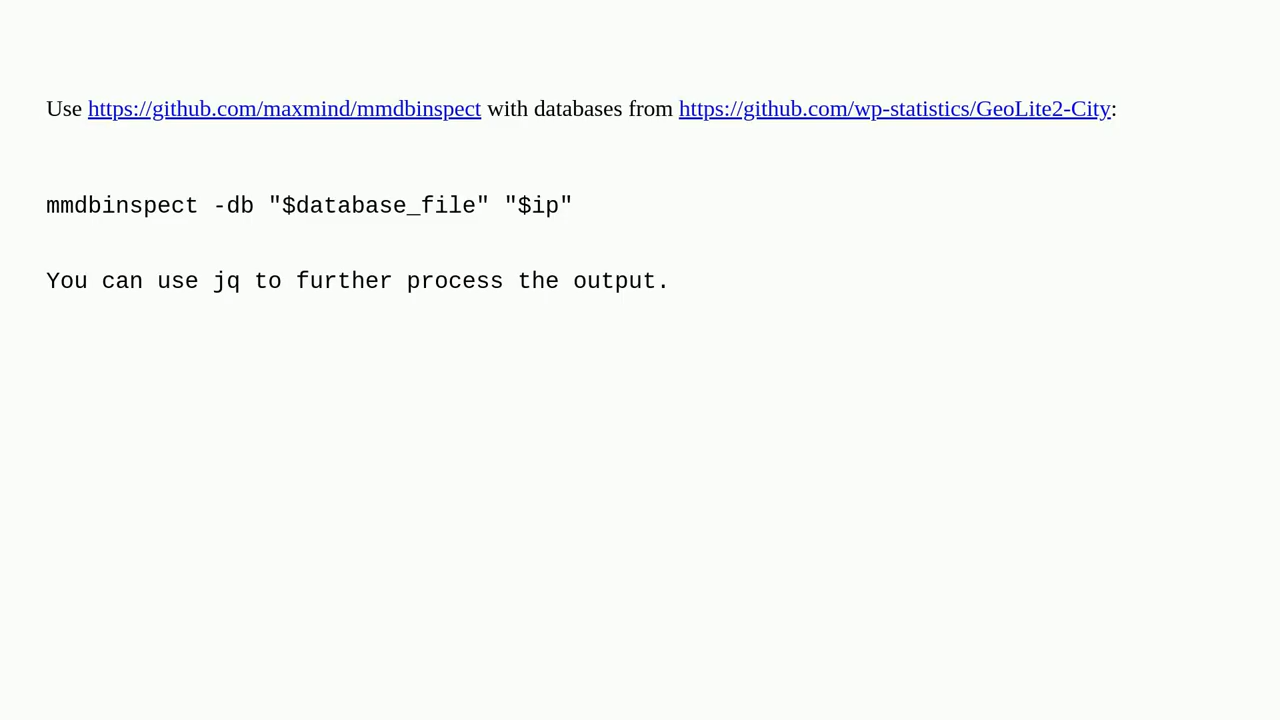 Use https://github.com/maxmind/mmdbinspect with databases from https://github.com/wp-statistics/GeoLite2-City:
mmdbinspect -db "$database_file" "$ip"
You can use jq to further process the output.